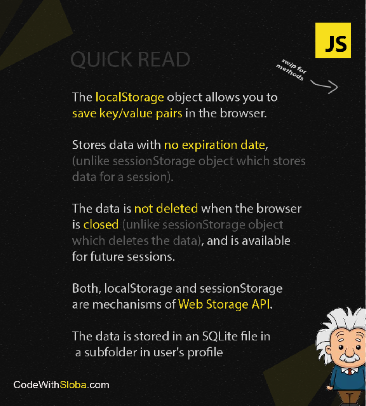 JS
QUICK READ
swip for
methods
The localStorage object allows you to
save key/value pairs in the browser.
Stores data with no expiration date,
(unlike sessionStorage object which stores
data for a session).
The data is not deleted when the browser
is closed (unlike sessionStorage object
which deletes the data), and is available
for future sessions.
Both, localStorage and sessionStorage
are mechanisms of Web Storage API.
The data is stored in an SQLite file in
a subfolder in user's profile
CodeWithSloba.com